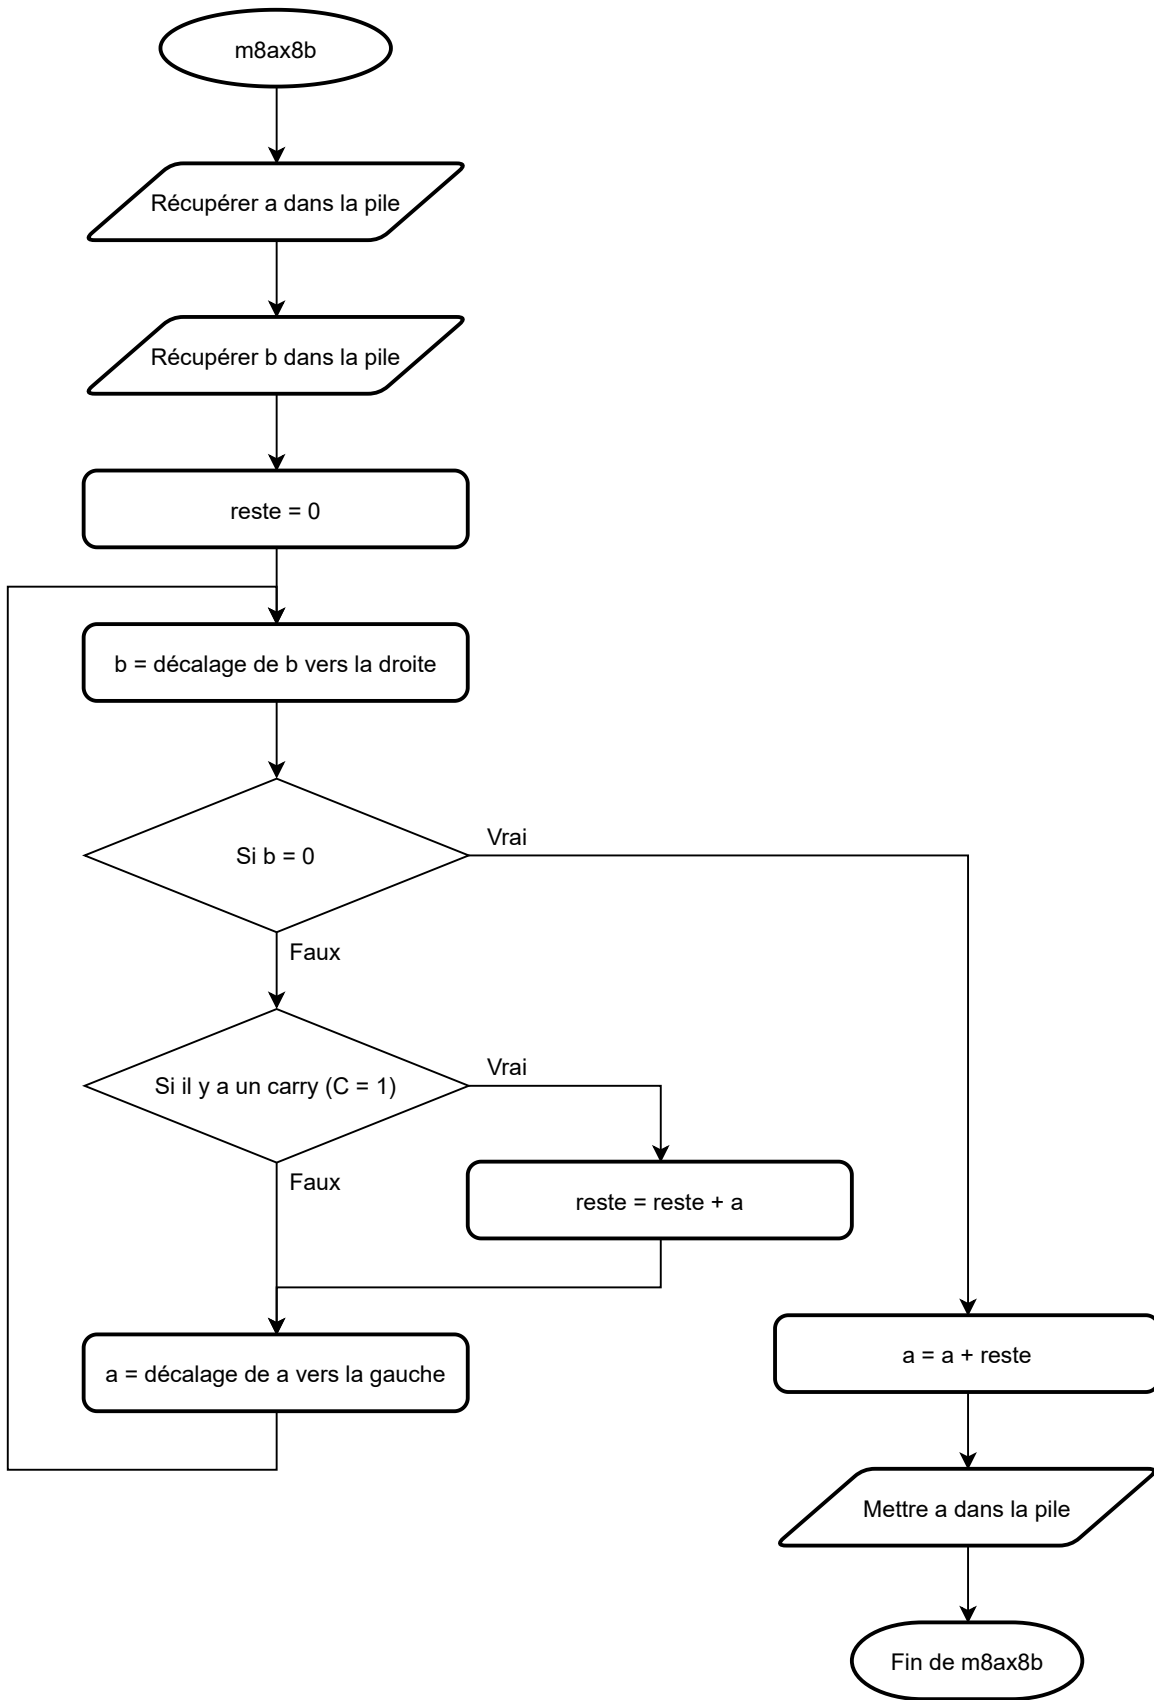 m8ax8b
Récupérer a dans la pile
Récupérer b dans la pile
reste = 0
b = décalage de b vers la droite
Si b = 0
Vrai
Faux
Si il y a un carry (C = 1)
Vrai
Faux
reste = reste + a
a = décalage de a vers la gauche
a = a + reste
Mettre a dans la pile
Fin de m8ax8b